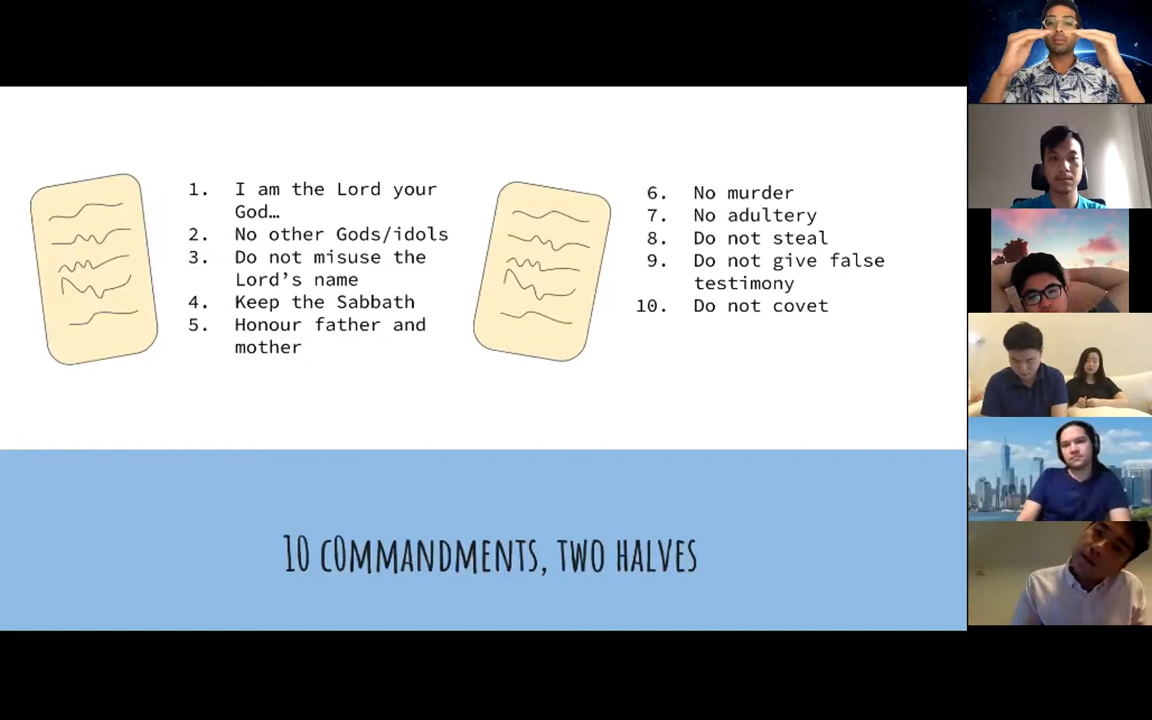 1. I am the Lord your
God…
2. No other Gods/idols
3. Do not misuse the
Lord’s name
4. Keep the Sabbath
5. Honour father and
mother
6. No murder
7. No adultery
8. Do not steal
9. Do not give false
testimony
10. Do not covet
10 COMMANDMENTS, TWO HALVES